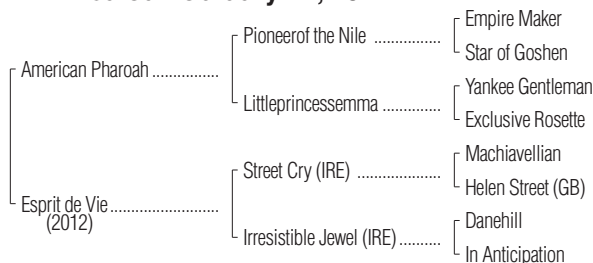 Empire Maker
Pioneerof the Nile ................
Star of Goshen
American Pharoah ................
Yankee Gentleman
Littleprincessemma ..............
Exclusive Rosette
Machiavellian
Street Cry (IRE) ....................
Helen Street (GB)
Esprit de Vie ..........................
(2012)
Danehill
Irresistible Jewel (IRE) ..........
In Anticipation